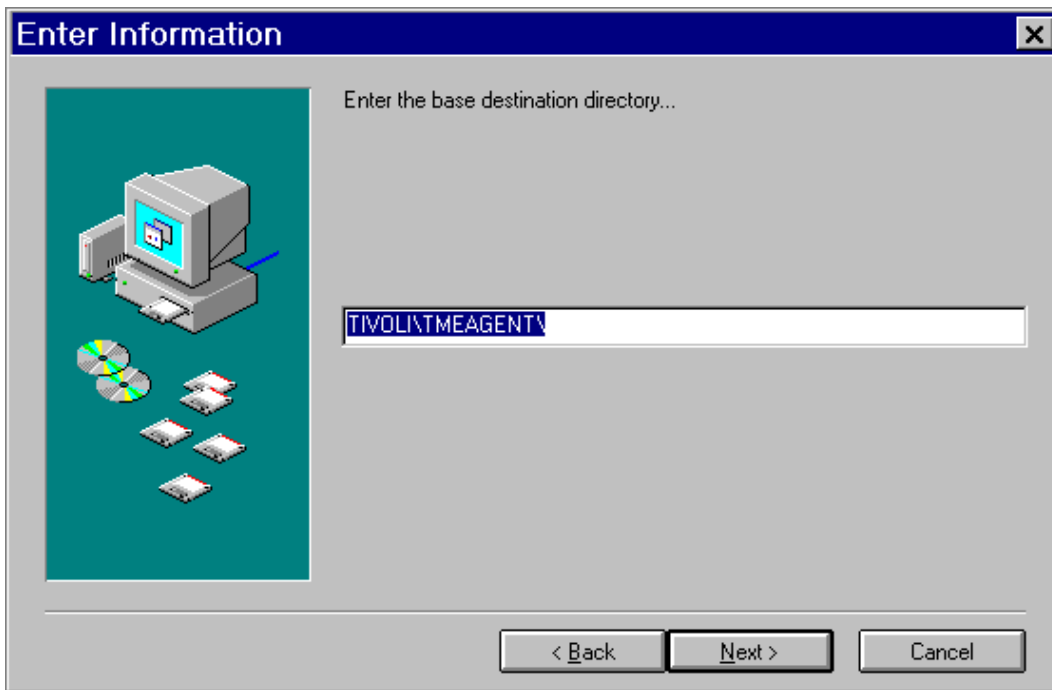 Enter Information
Enter the base destination directory...
TIVOLI\TMEAGENT\
< Back
Next >
Cancel